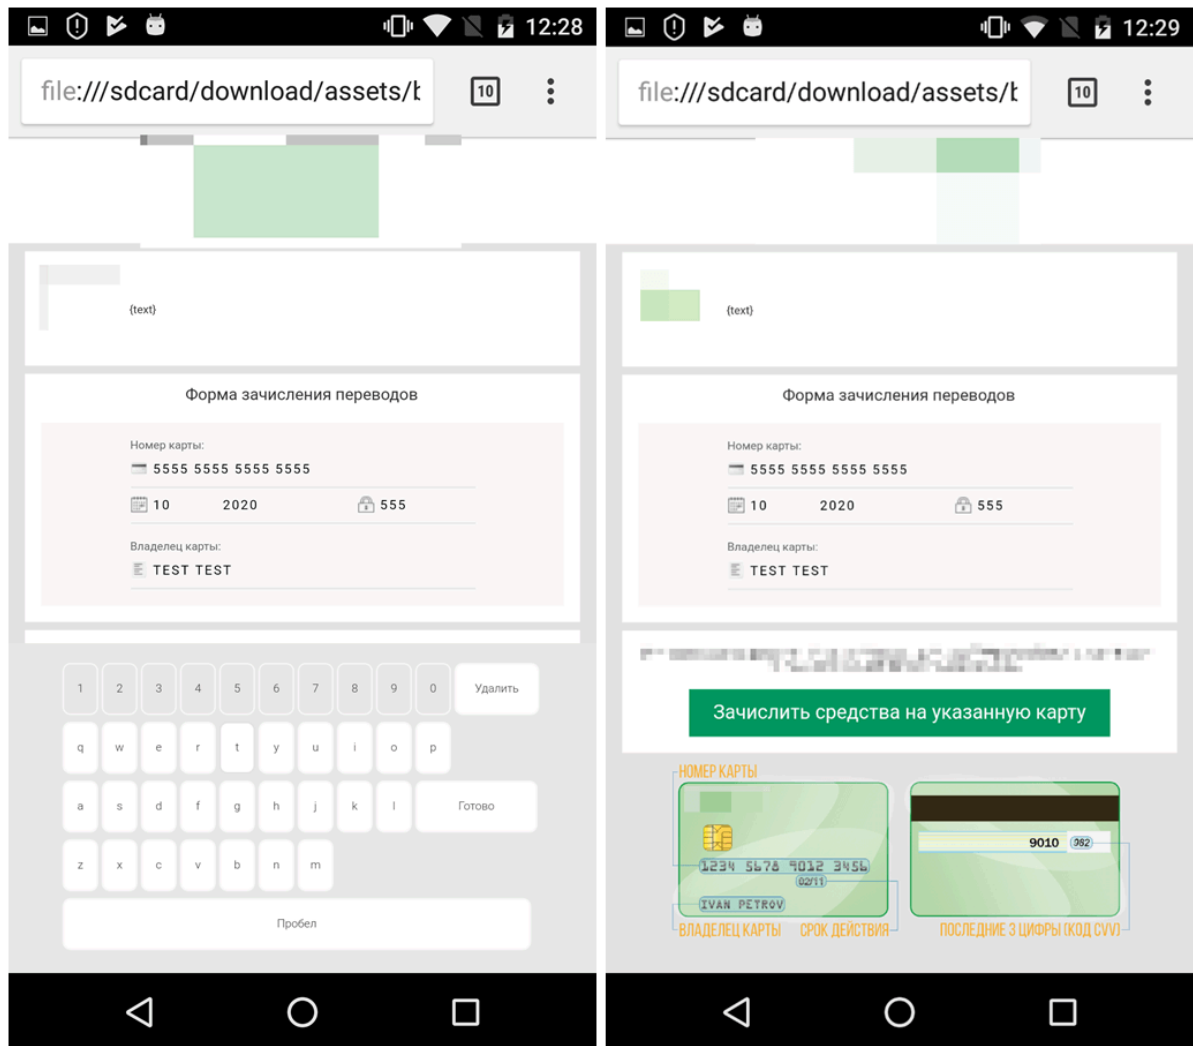 12:28
file:///sdcard/download/assets/b
10
{text}
Форма зачисления переводов
Номер карты:
5555 5555 5555 5555
10 2020 555
Владелец карты:
TEST TEST
1 2 3 4 5 6 7 8 9 0 Удалить
q w e r t y u i o p
a s d f g h j k l Готово
z x c v b n m
Пробел
12:29
file:///sdcard/download/assets/b
10
{text}
Форма зачисления переводов
Номер карты:
5555 5555 5555 5555
10 2020 555
Владелец карты:
TEST TEST
Зачислить средства на указанную карту
НОМЕР КАРТЫ
1234 5678 9012 3456
02/11
IVAN PETROV
ВЛАДЕЛЕЦ КАРТЫ СРОК ДЕЙСТВИЯ
9010 082
ПОСЛЕДНИЕ 3 ЦИФРЫ (КОД CVV)